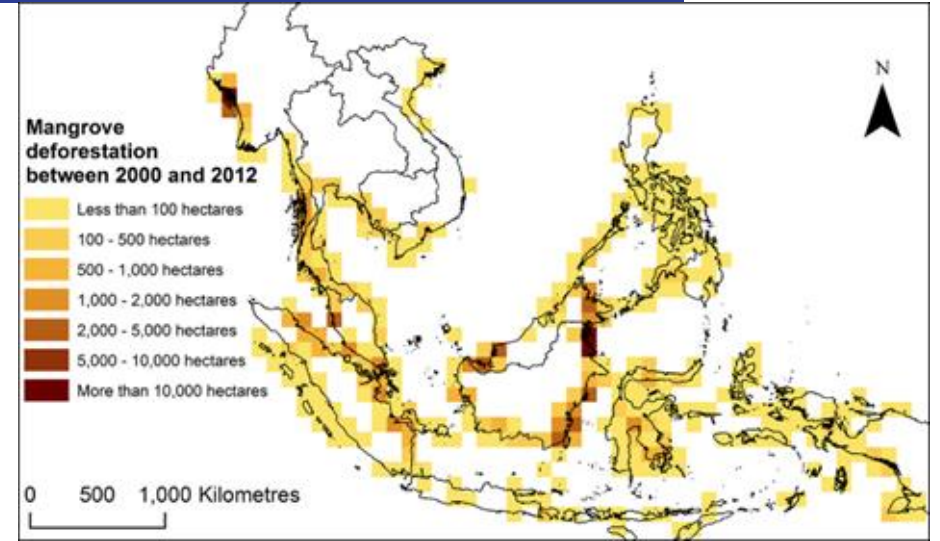 N
Mangrove
deforestation
between 2000 and 2012
Less than 100 hectares
100 - 500 hectares
500 - 1,000 hectares
1,000 - 2,000 hectares
2,000 - 5,000 hectares
5,000 - 10,000 hectares
More than 10,000 hectares
0 500 1,000 Kilometres